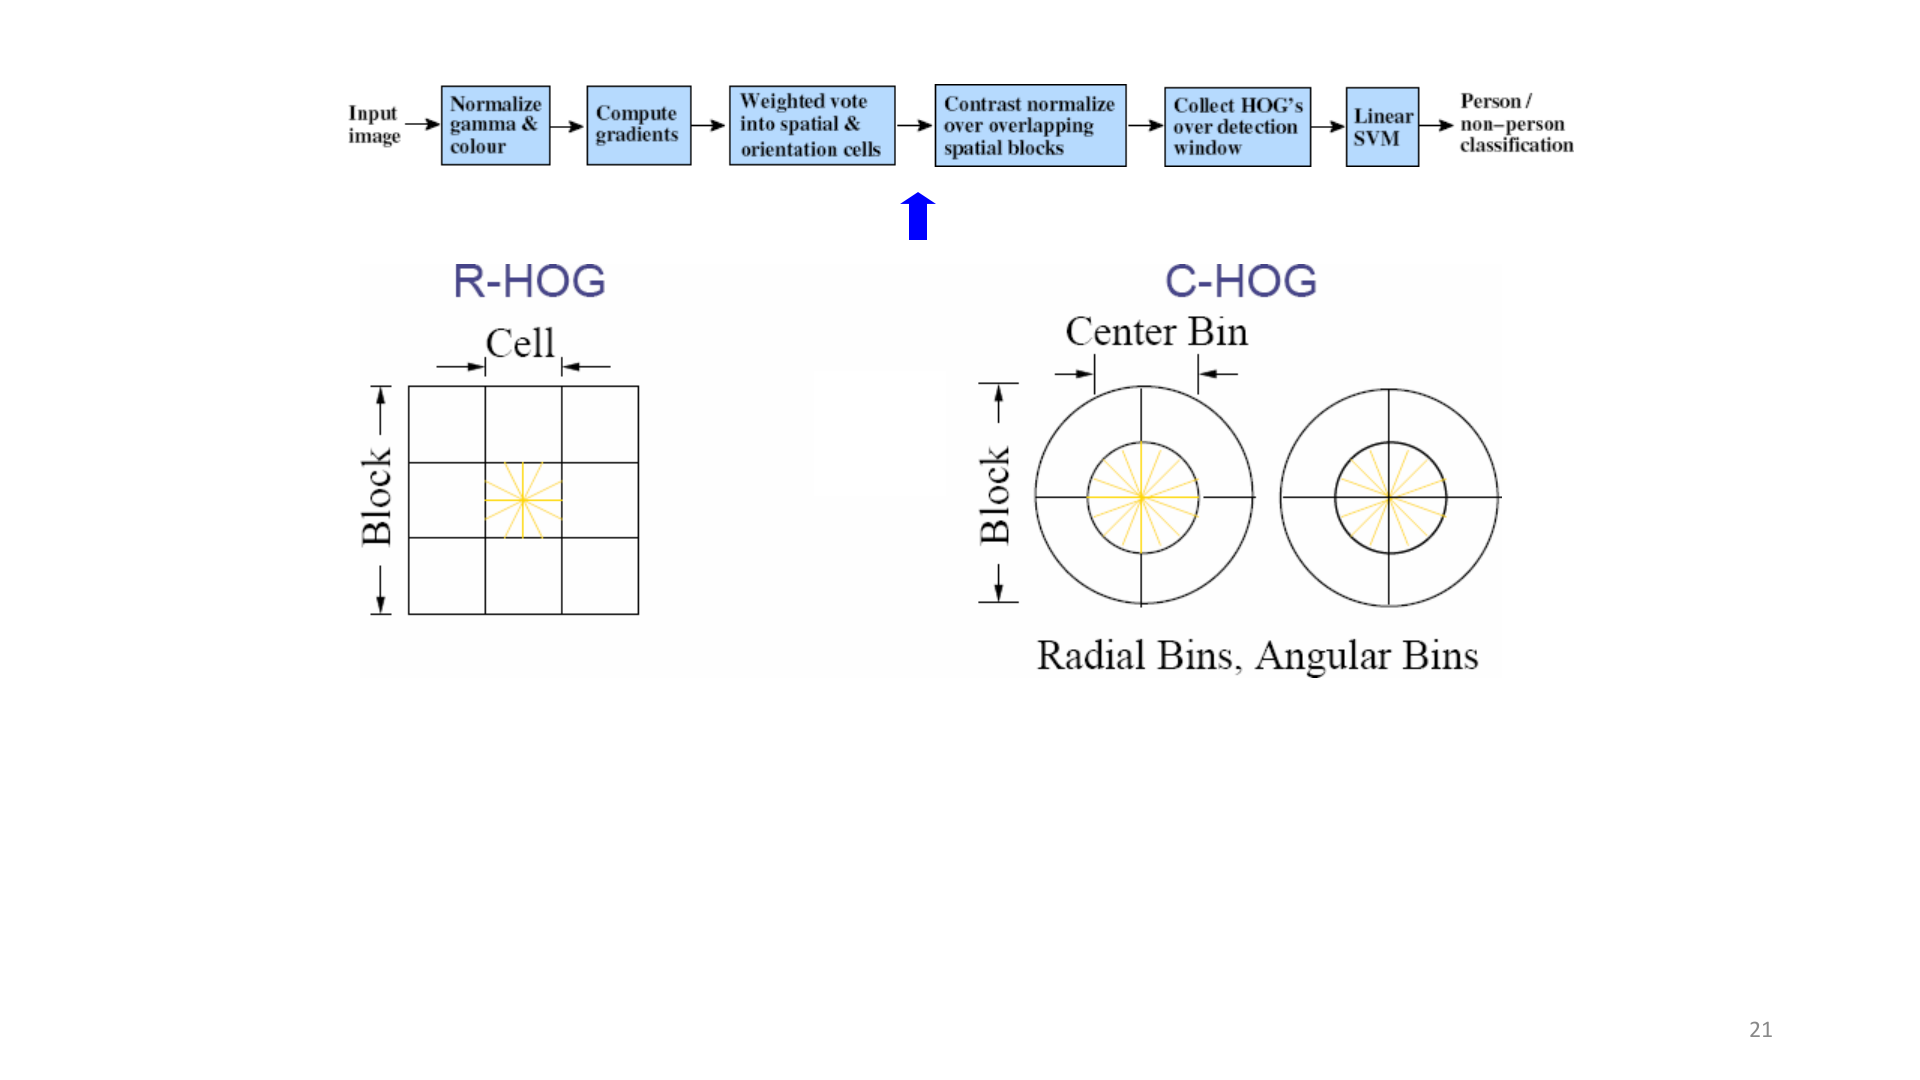 Input
image
Normalize
gamma &
colour
Compute
gradients
Weighted vote
into spatial &
orientation cells
Contrast normalize
over overlapping
spatial blocks
Collect HOG's
over detection
window
Linear
SVM
Person /
non-person
classification
R-HOG
Cell
Block
C-HOG
Center Bin
Block
Radial Bins, Angular Bins
21